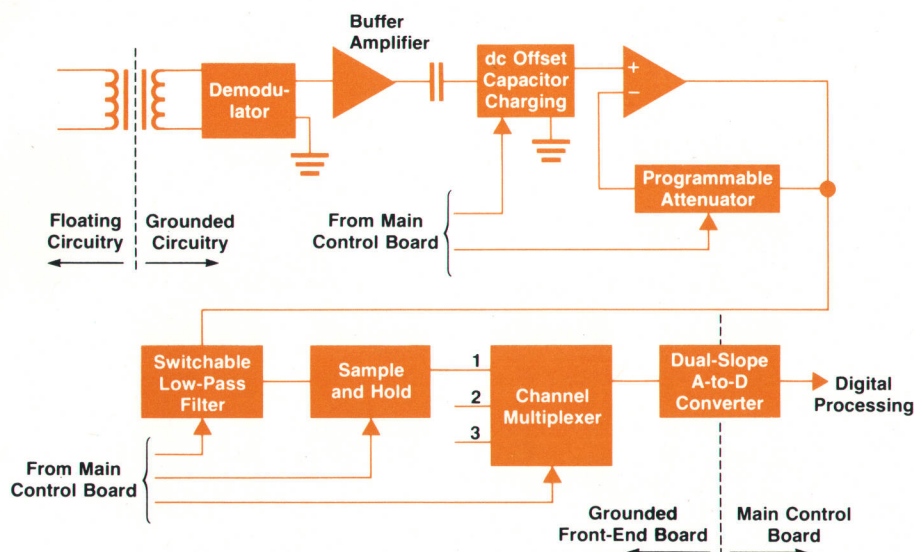 Buffer
Amplifier
Demodu-
lator
dc Offset
Capacitor
Charging
+
−
Programmable
Attenuator
Floating
Circuitry
Grounded
Circuitry
From Main
Control Board
Switchable
Low-Pass
Filter
Sample
and Hold
1
2
3
Channel
Multiplexer
Dual-Slope
A-to-D
Converter
Digital
Processing
From Main
Control Board
Grounded
Front-End Board
Main Control
Board